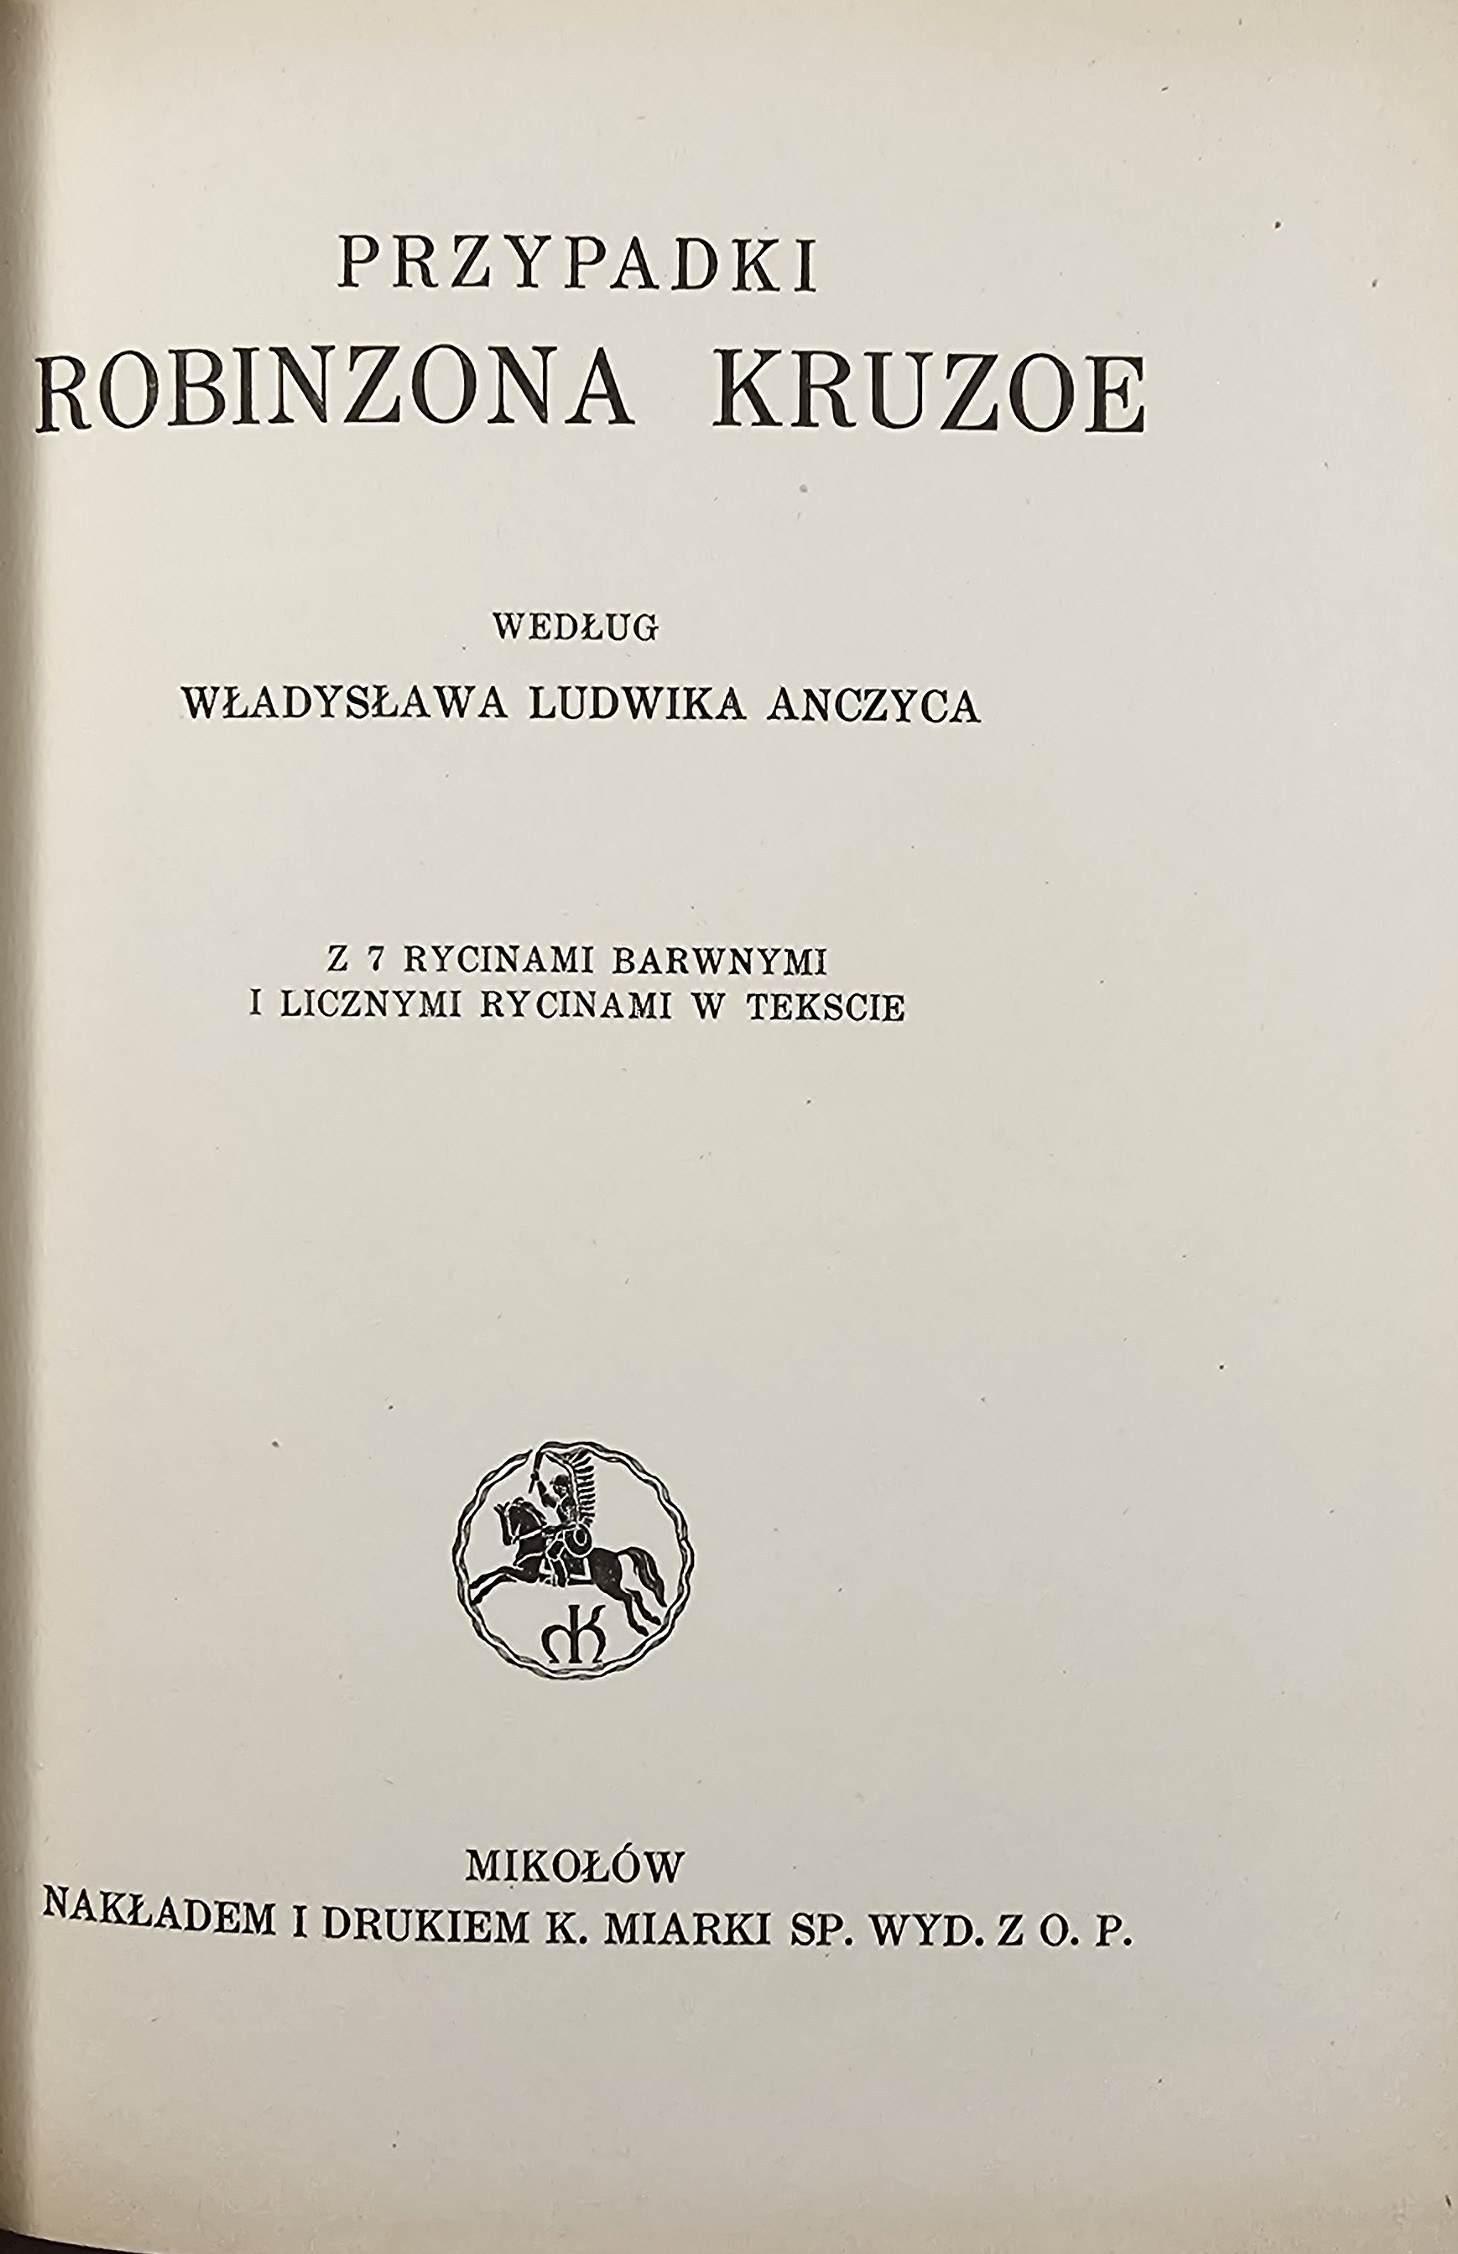 PRZYPADKI
ROBINZONA KRUZOE
WEDŁUG
WŁADYSŁAWA LUDWIKA ANCZYCA
Z 7 RYCINAMI BARWNYMI
I LICZNYMI RYCINAMI W TEKSCIE
MK
MIKOŁÓW
NAKŁADEM I DRUKIEM K. MIARKI SP. WYD. Z O. P.